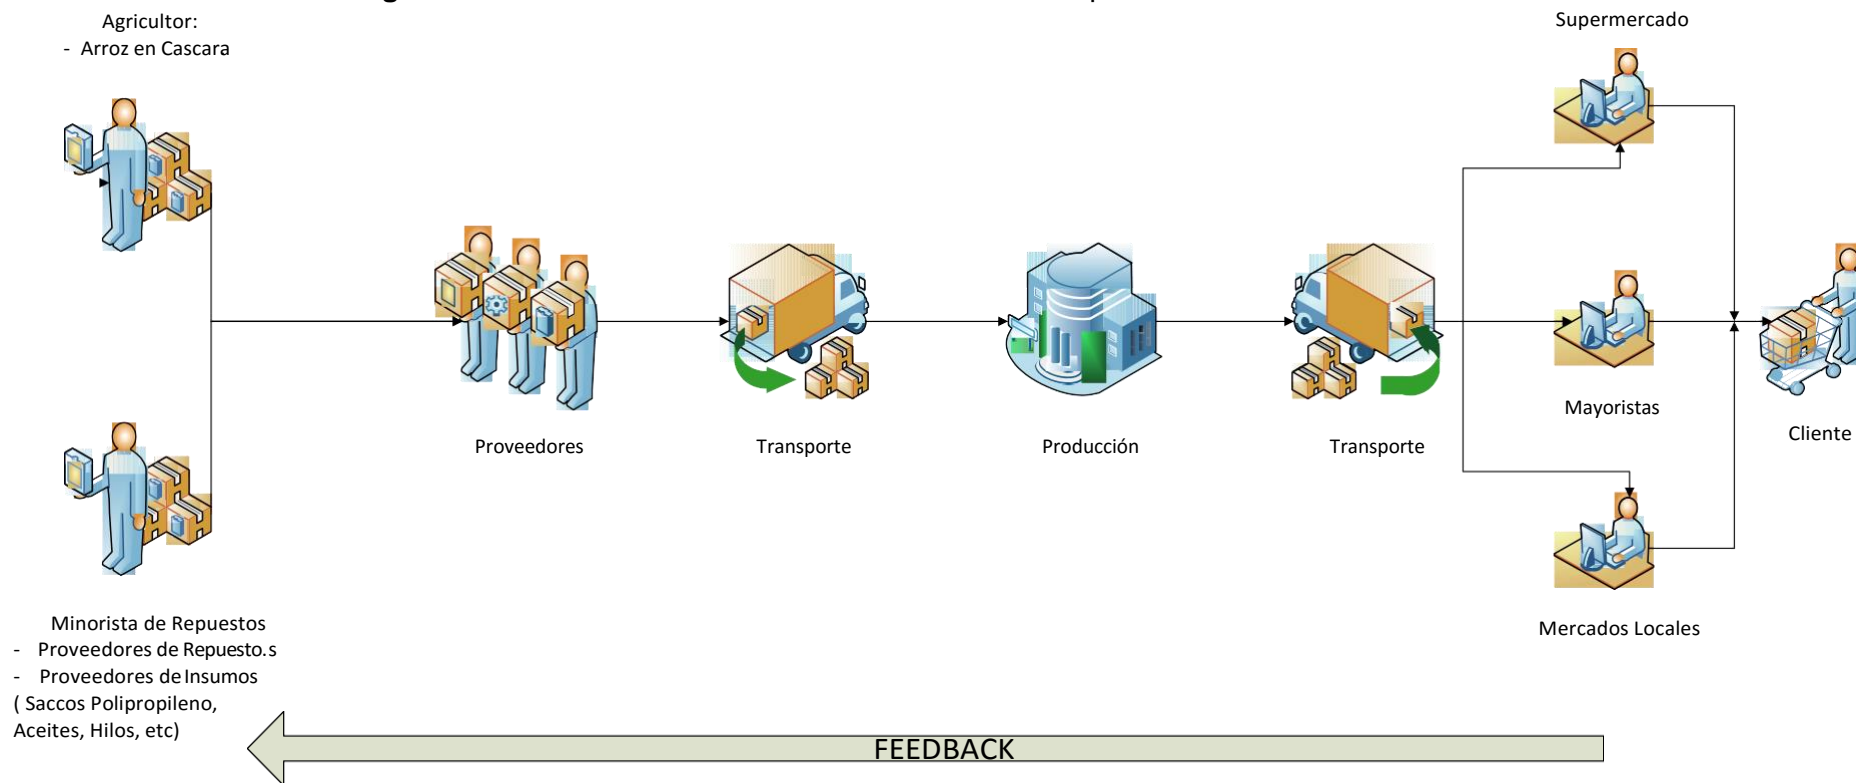 Agricultor:
- Arroz en Cascara
Supermercado
Proveedores
Transporte
Producción
Transporte
Mayoristas
Cliente
Minorista de Repuestos
- Proveedores de Repuesto.s
- Proveedores de Insumos
( Saccos Polipropileno,
Aceites, Hilos, etc)
Mercados Locales
FEEDBACK